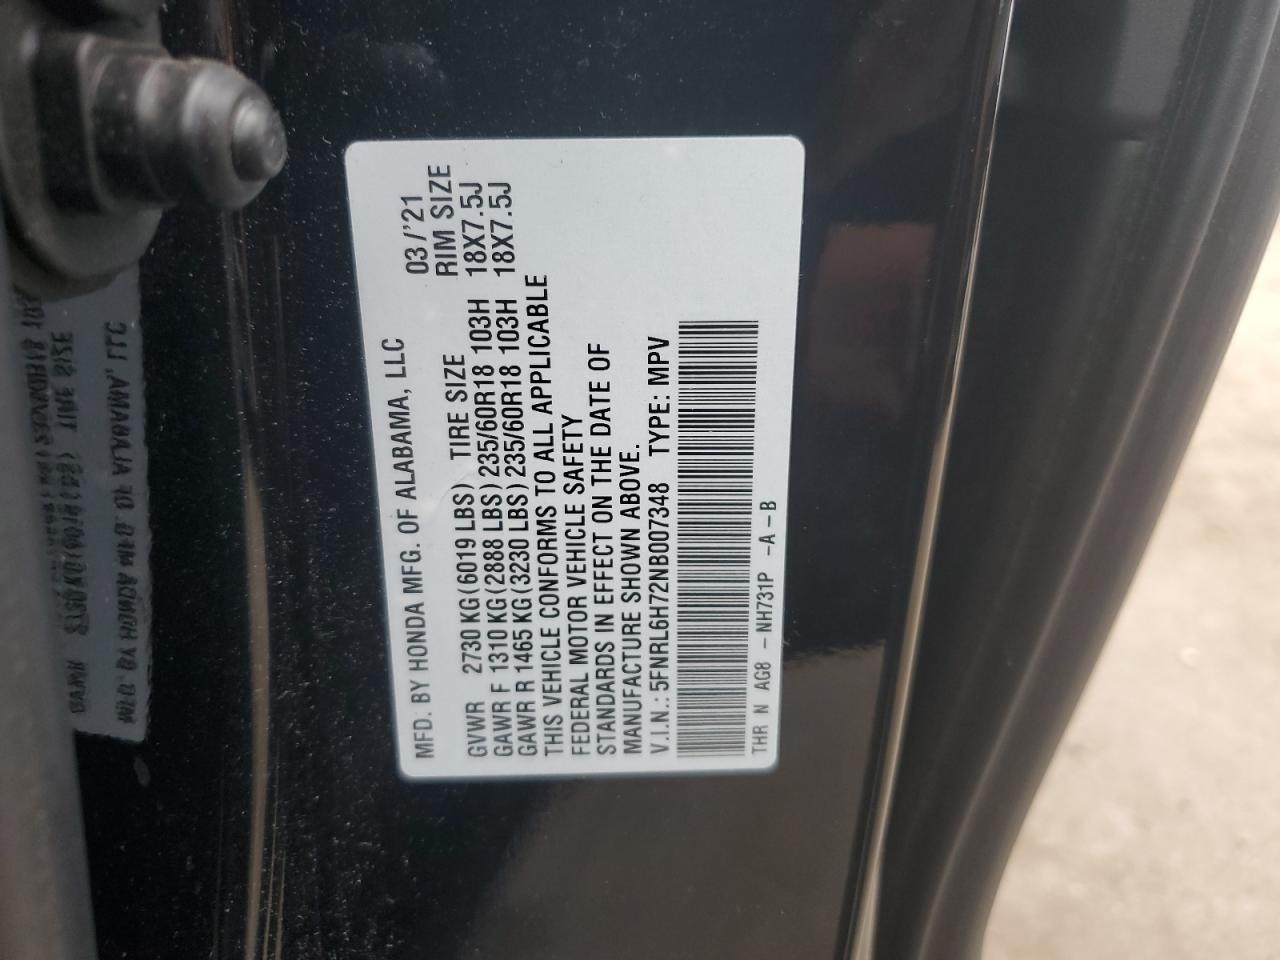 MFD. BY HONDA MFG. OF ALABAMA, LLC 03/'21
GVWR 2730 KG(6019 LBS) TIRE SIZE RIM SIZE
GAWR F 1310 KG(2888 LBS) 235/60R18 103H 18X7.5J
GAWR R 1465 KG(3230 LBS) 235/60R18 103H 18X7.5J
THIS VEHICLE CONFORMS TO ALL APPLICABLE
FEDERAL MOTOR VEHICLE SAFETY
STANDARDS IN EFFECT ON THE DATE OF
MANUFACTURE SHOWN ABOVE.
V.I.N.: 5FNRL6H72NB007348 TYPE: MPV
THR N AG8 -NH731P -A-B